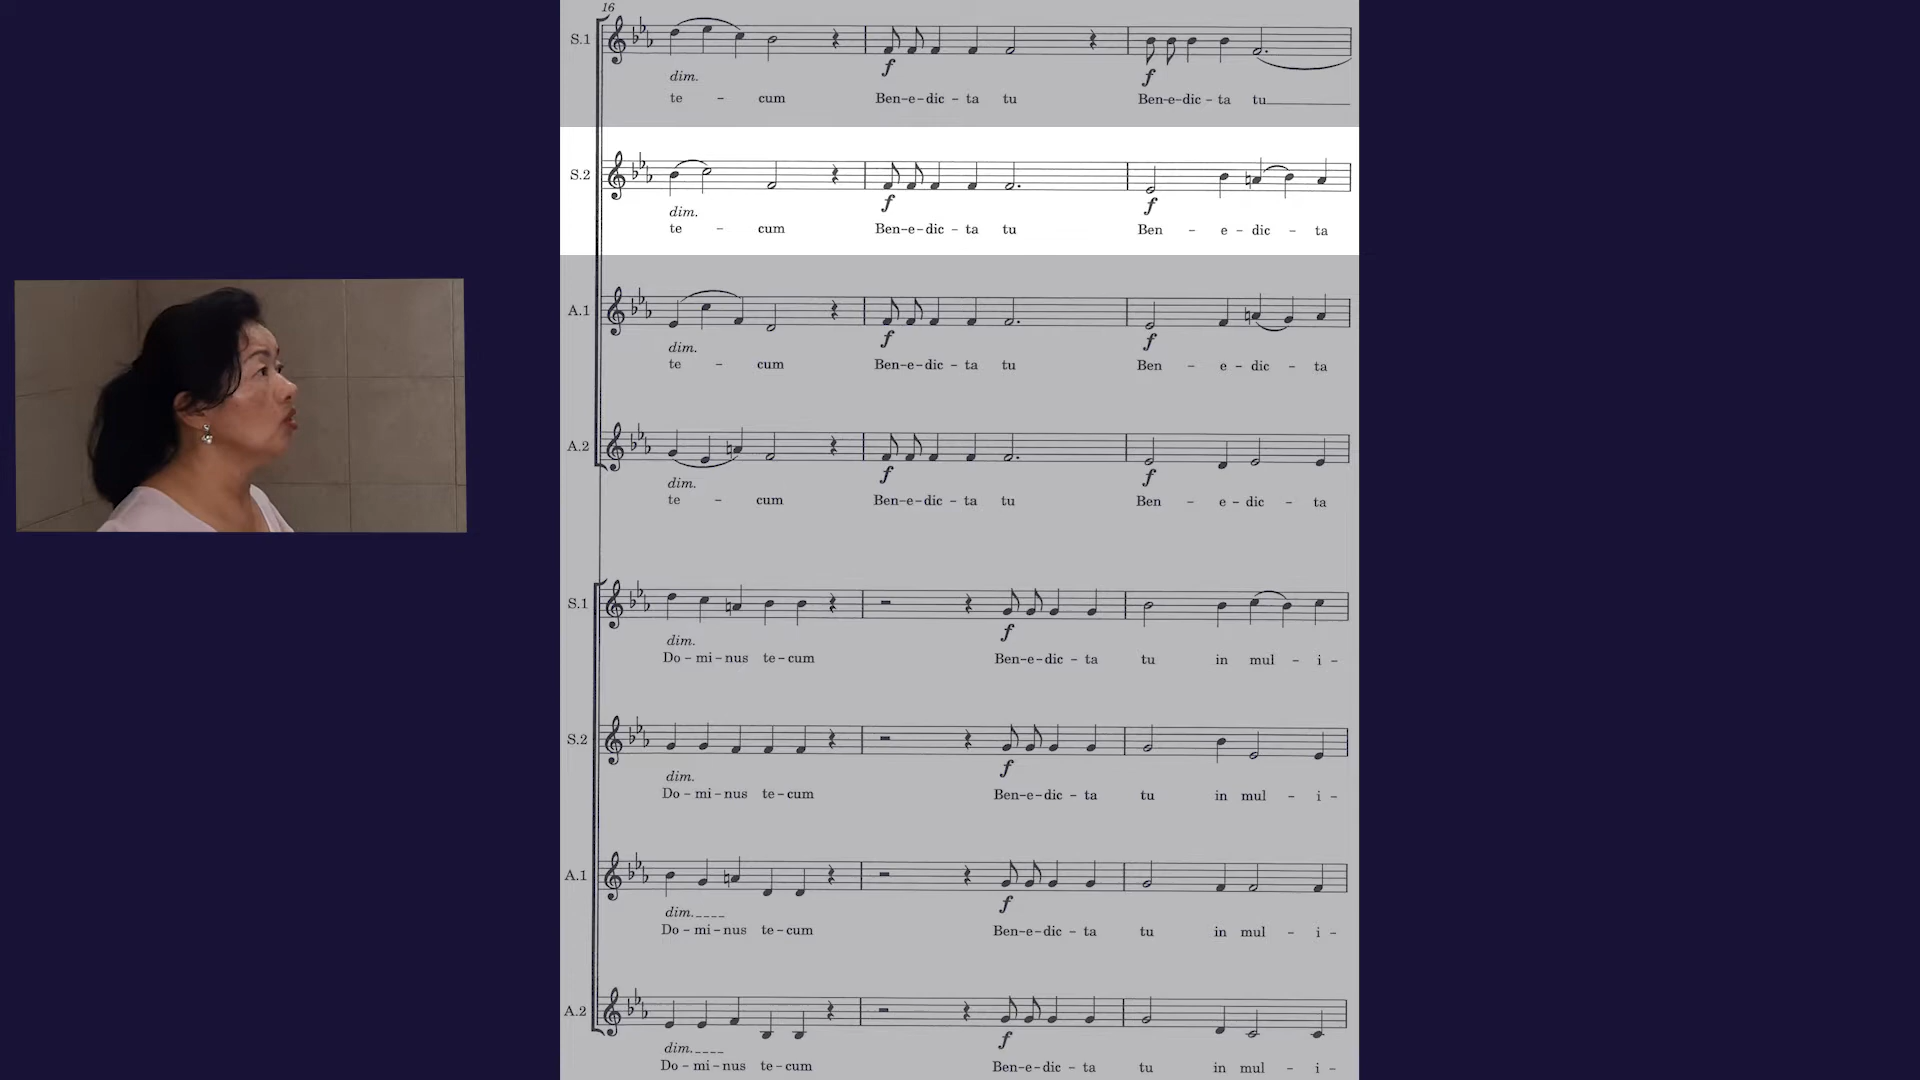 16
S.1
dim. f f
te - cum Ben-e-dic - ta tu Ben-e-dic - ta tu
S.2
dim. f f
te - cum Ben-e-dic - ta tu Ben - e - dic - ta
A.1
dim. f f
te - cum Ben-e-dic - ta tu Ben - e - dic - ta
A.2
dim. f f
te - cum Ben-e-dic - ta tu Ben - e - dic - ta
S.1
dim. f
Do - mi - nus te - cum Ben-e-dic - ta tu in mul - i -
S.2
dim. f
Do - mi - nus te - cum Ben-e-dic - ta tu in mul - i -
A.1
dim. f
Do - mi - nus te - cum Ben-e-dic - ta tu in mul - i -
A.2
dim. f
Do - mi - nus te - cum Ben-e-dic - ta tu in mul - i -